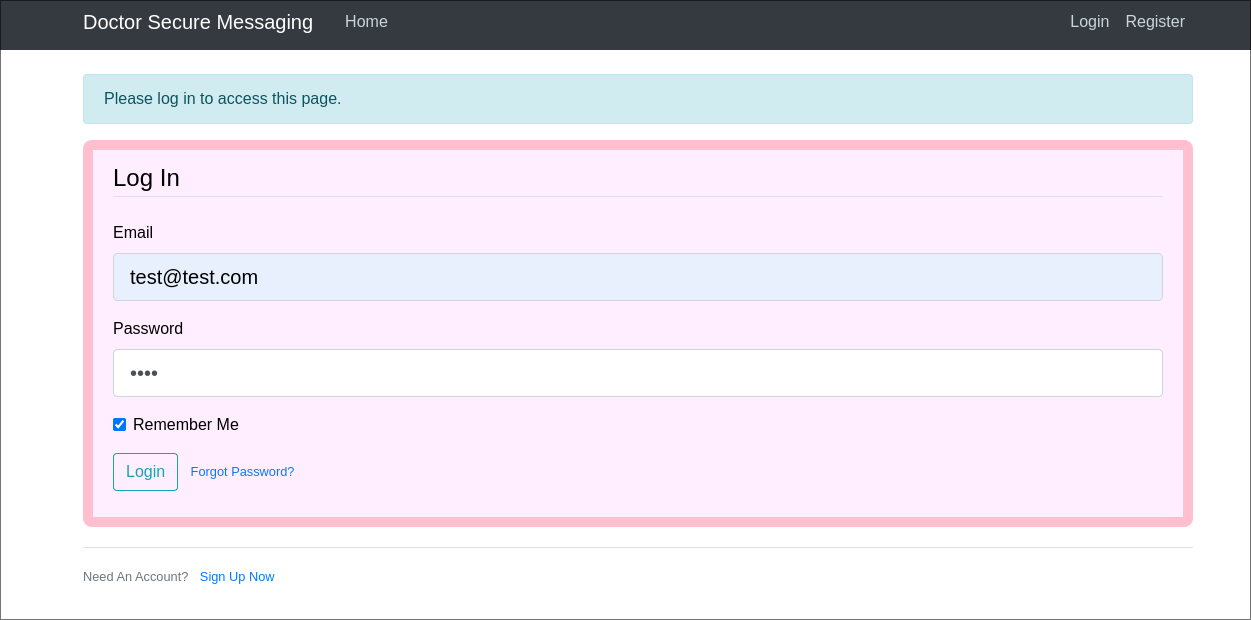 Doctor Secure Messaging Home Login Register
Please log in to access this page.
Log In
Email
test@test.com
Password
••••
Remember Me
Login Forgot Password?
Need An Account? Sign Up Now